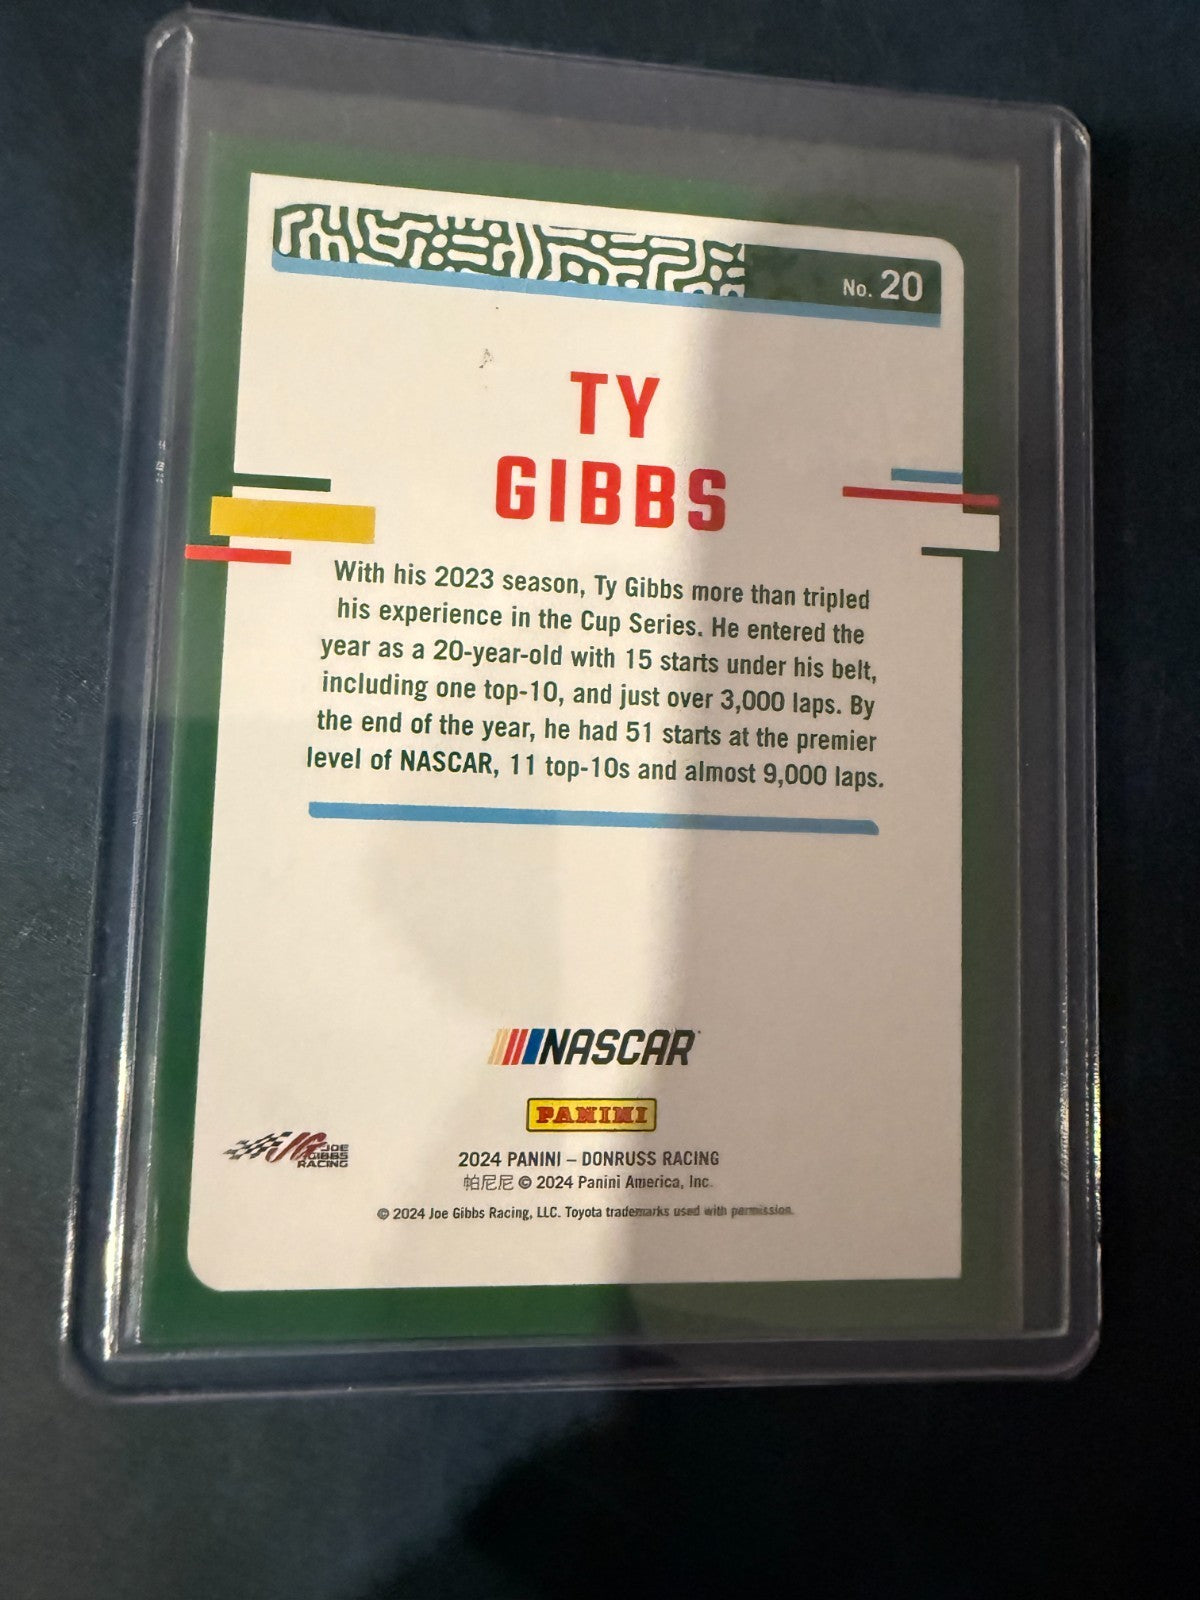 No. 20
TY
GIBBS
With his 2023 season, Ty Gibbs more than tripled
his experience in the Cup Series. He entered the
year as a 20-year-old with 15 starts under his belt,
including one top-10, and just over 3,000 laps. By
the end of the year, he had 51 starts at the premier
level of NASCAR, 11 top-10s and almost 9,000 laps.
NASCAR
PANINI
JG JOE
GIBBS
RACING
2024 PANINI – DONRUSS RACING
帕尼尼 © 2024 Panini America, Inc.
© 2024 Joe Gibbs Racing, LLC. Toyota trademarks used with permission.